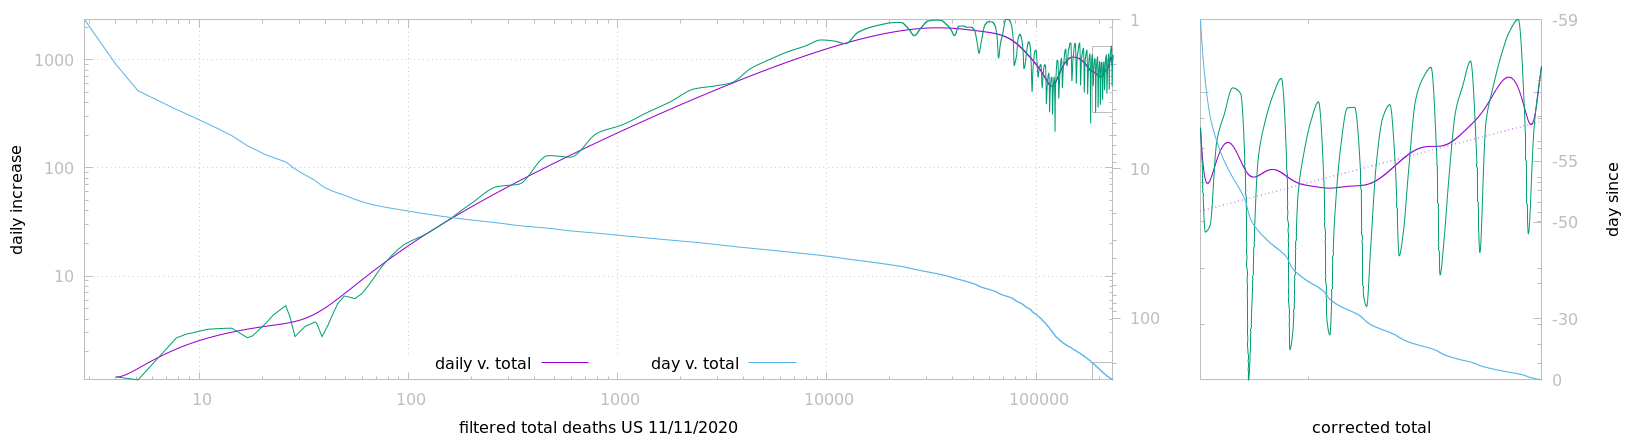 1000
100
10
daily increase
1
10
100
daily v. total
day v. total
10
100
1000
10000
100000
filtered total deaths US 11/11/2020
-59
-55
-50
-30
0
day since
corrected total